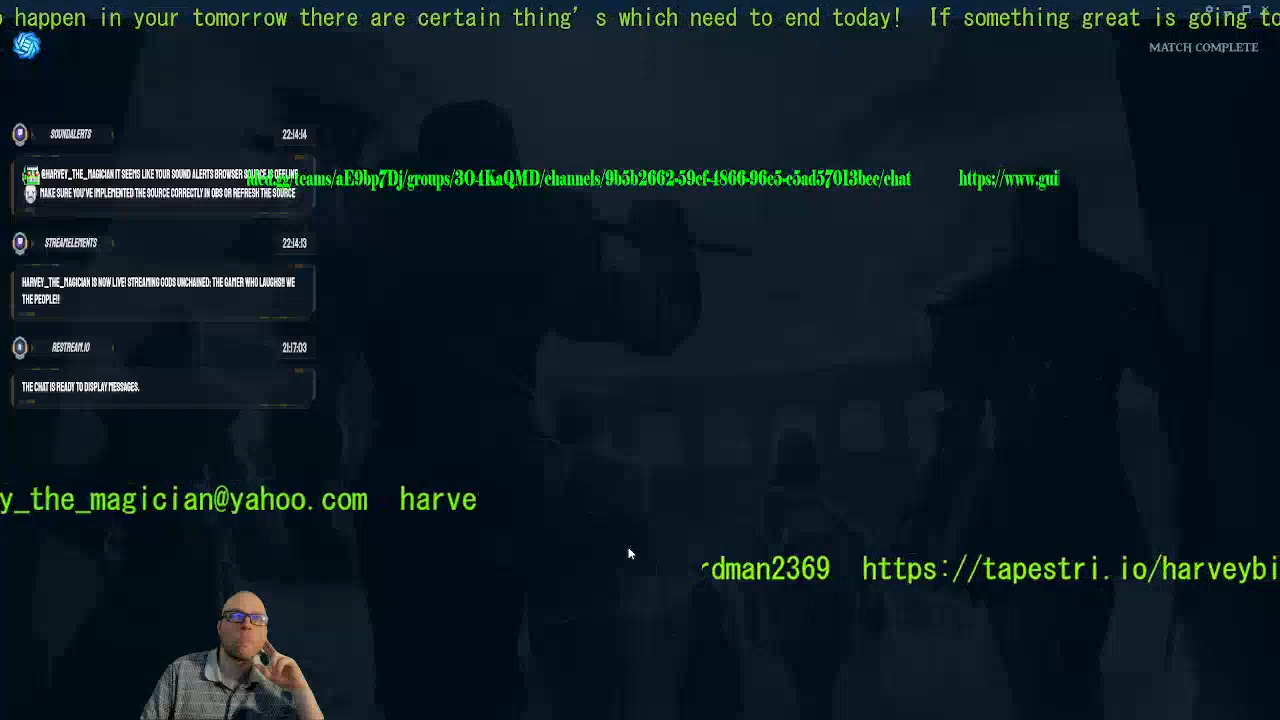 o happen in your tomorrow there are certain thing’s which need to end today!  If something great is going to
MATCH COMPLETE
SOUNDALERTS 22:14:14
@HARVEY_THE_MAGICIAN IT SEEMS LIKE YOUR SOUND ALERTS BROWSER SOURCE IS OFFLINE
/teams/aE9bp7Dj/groups/3O4KaQMD/channels/9b5b2662-59cf-4866-96c5-c5ad57013bec/chat https://www.gui
MAKE SURE YOU'VE IMPLEMENTED THE SOURCE CORRECTLY IN OBS OR REFRESH THE SOURCE
STREAMELEMENTS 22:14:13
HARVEY_THE_MAGICIAN IS NOW LIVE! STREAMING GODS UNCHAINED: THE GAMER WHO LAUGHS!! WE
THE PEOPLE!!
RESTREAM.IO 21:17:03
THE CHAT IS READY TO DISPLAY MESSAGES.
y_the_magician@yahoo.com harve
rdman2369 https://tapestri.io/harveybi